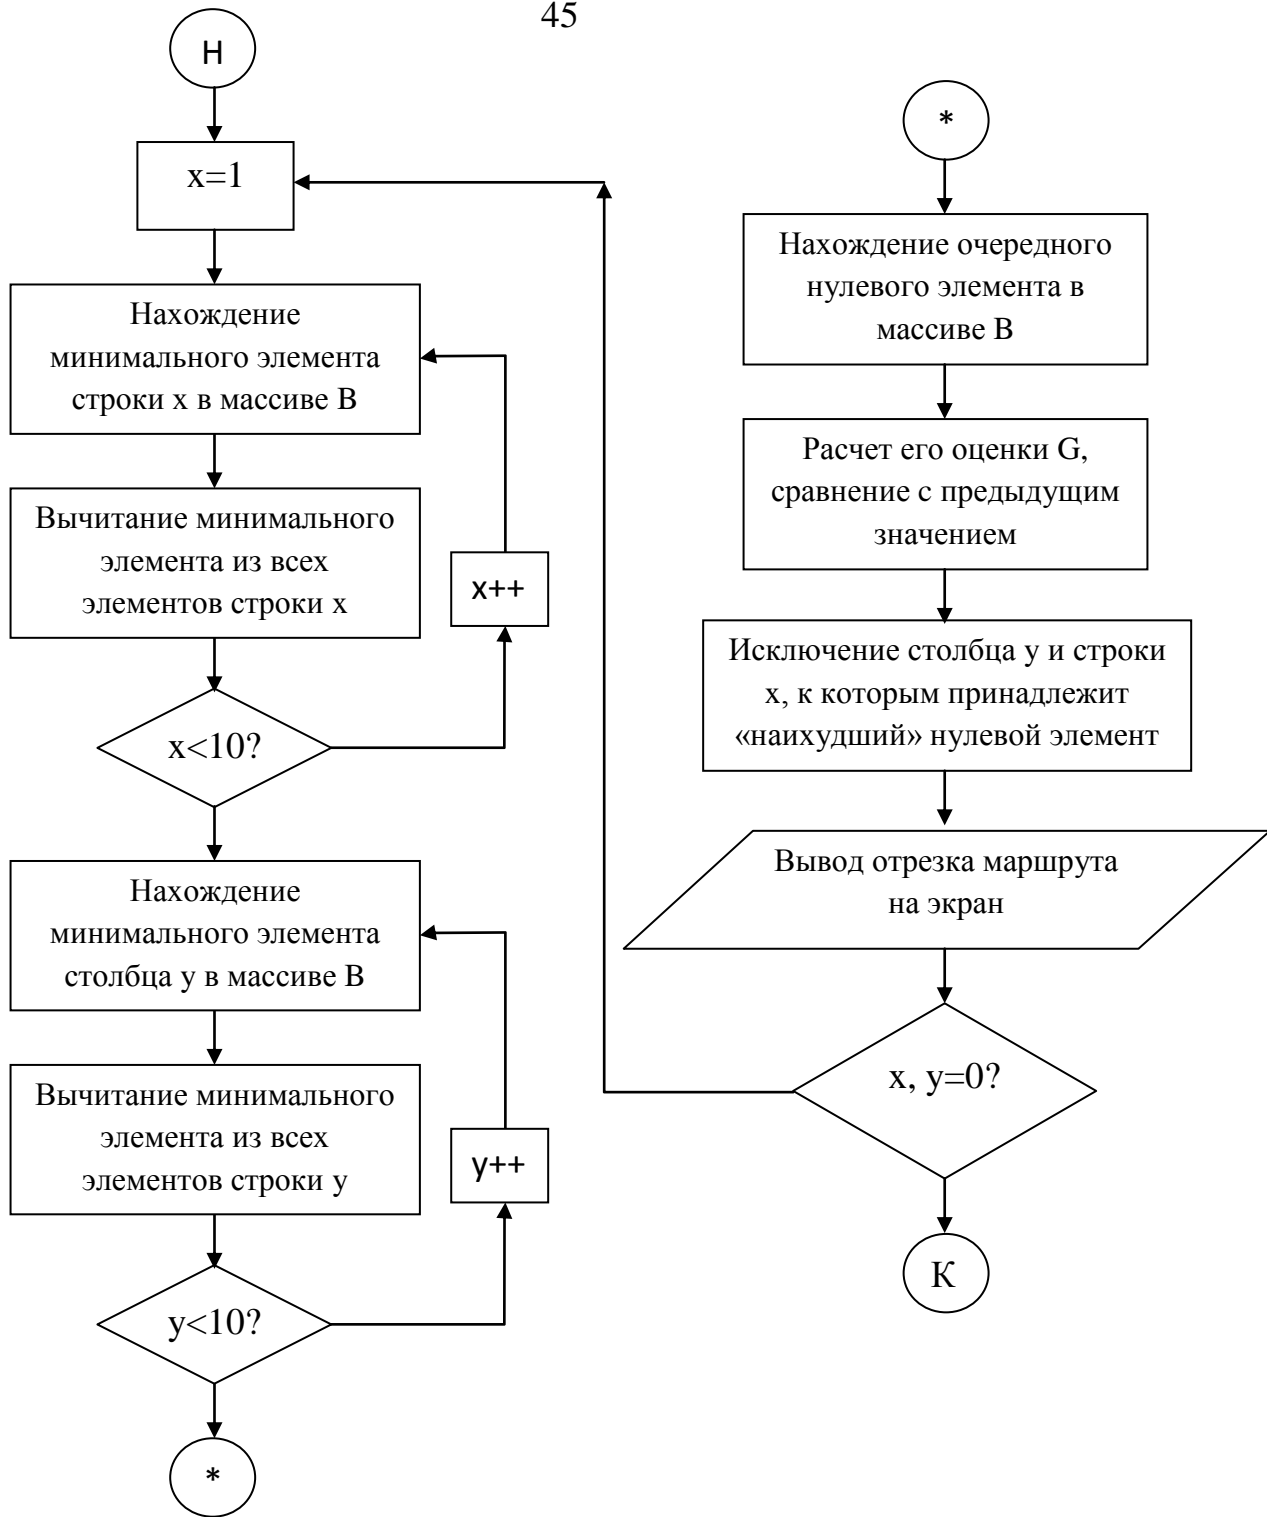 45
Н
x=1
Нахождение
минимального элемента
строки x в массиве B
Вычитание минимального
элемента из всех
элементов строки x
x++
x<10?
Нахождение
минимального элемента
столбца y в массиве B
Вычитание минимального
элемента из всех
элементов строки y
y++
y<10?
*
*
Нахождение очередного
нулевого элемента в
массиве B
Расчет его оценки G,
сравнение с предыдущим
значением
Исключение столбца y и строки
x, к которым принадлежит
«наихудший» нулевой элемент
Вывод отрезка маршрута
на экран
x, y=0?
К